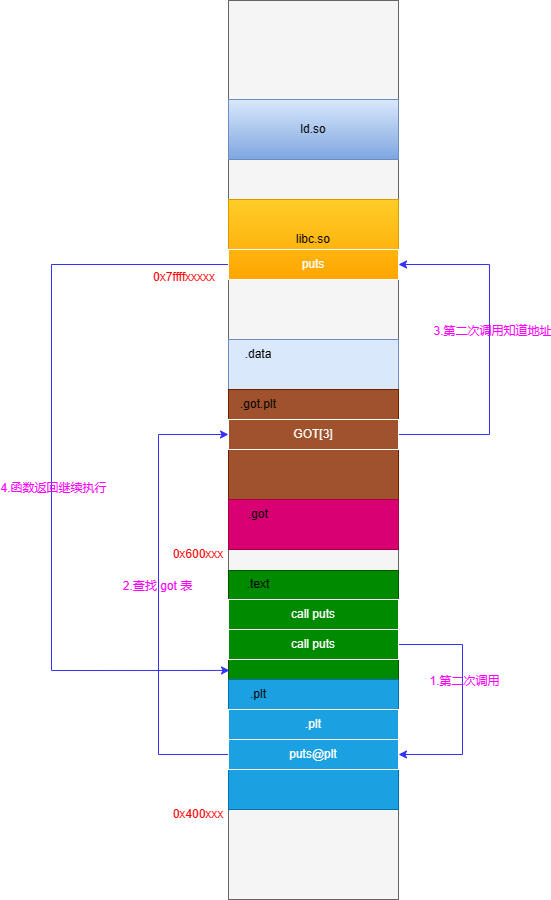 ld.so
libc.so
puts
0x7ffffxxxxx
3.第二次调用知道地址
.data
.got.plt
GOT[3]
4.函数返回继续执行
.got
0x600xxx
2.查找 got 表
.text
call puts
call puts
1.第二次调用
.plt
.plt
puts@plt
0x400xxx